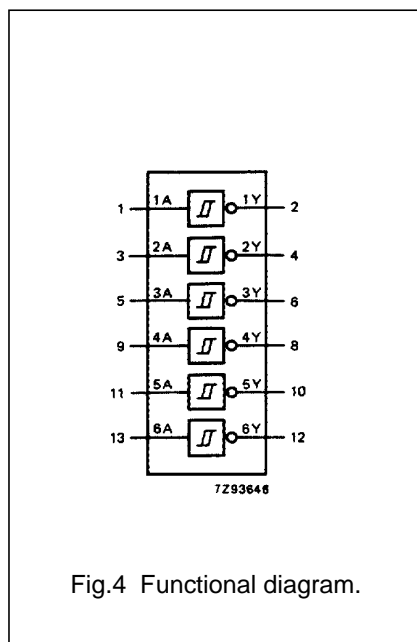 1 1A 1Y 2
3 2A 2Y 4
5 3A 3Y 6
9 4A 4Y 8
11 5A 5Y 10
13 6A 6Y 12
7Z93646
Fig.4 Functional diagram.